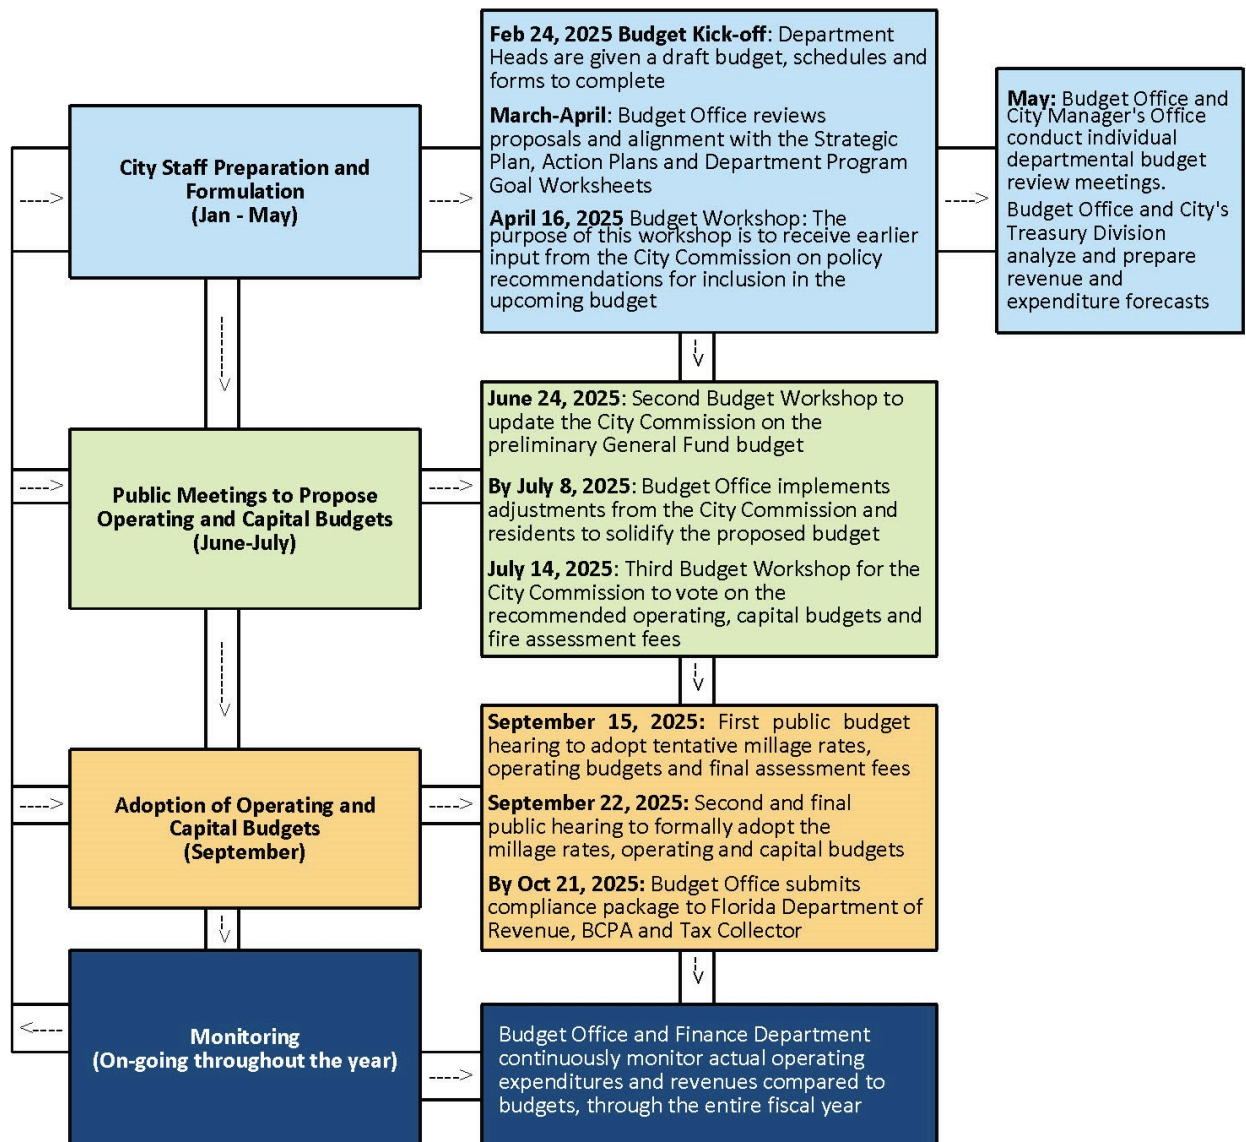 City Staff Preparation and
Formulation
(Jan - May)
Feb 24, 2025 Budget Kick-off: Department
Heads are given a draft budget, schedules and
forms to complete
March-April: Budget Office reviews
proposals and alignment with the Strategic
Plan, Action Plans and Department Program
Goal Worksheets
April 16, 2025 Budget Workshop: The
purpose of this workshop is to receive earlier
input from the City Commission on policy
recommendations for inclusion in the
upcoming budget
May: Budget Office and
City Manager's Office
conduct individual
departmental budget
review meetings.
Budget Office and City's
Treasury Division
analyze and prepare
revenue and
expenditure forecasts
Public Meetings to Propose
Operating and Capital Budgets
(June-July)
June 24, 2025: Second Budget Workshop to
update the City Commission on the
preliminary General Fund budget
By July 8, 2025: Budget Office implements
adjustments from the City Commission and
residents to solidify the proposed budget
July 14, 2025: Third Budget Workshop for the
City Commission to vote on the
recommended operating, capital budgets and
fire assessment fees
Adoption of Operating and
Capital Budgets
(September)
September 15, 2025: First public budget
hearing to adopt tentative millage rates,
operating budgets and final assessment fees
September 22, 2025: Second and final
public hearing to formally adopt the
millage rates, operating and capital budgets
By Oct 21, 2025: Budget Office submits
compliance package to Florida Department of
Revenue, BCPA and Tax Collector
Monitoring
(On-going throughout the year)
Budget Office and Finance Department
continuously monitor actual operating
expenditures and revenues compared to
budgets, through the entire fiscal year